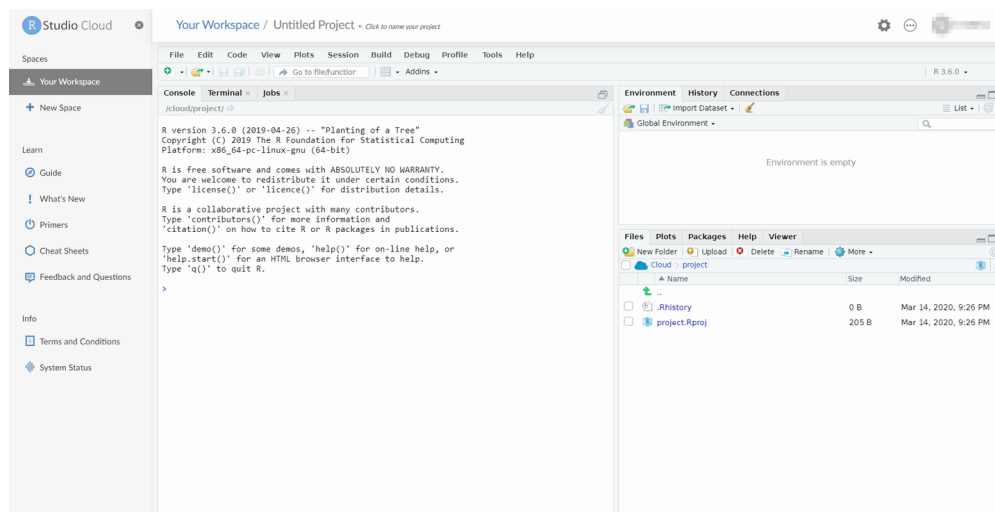 R Studio Cloud
Your Workspace / Untitled Project - Click to name your project
Spaces
Your Workspace
New Space
Learn
Guide
What's New
Primers
Cheat Sheets
Feedback and Questions
Info
Terms and Conditions
System Status
File Edit Code View Plots Session Build Debug Profile Tools Help
Go to file/function Addins
R 3.6.0
Console Terminal Jobs
/cloud/project/
R version 3.6.0 (2019-04-26) -- "Planting of a Tree"
Copyright (C) 2019 The R Foundation for Statistical Computing
Platform: x86_64-pc-linux-gnu (64-bit)
R is free software and comes with ABSOLUTELY NO WARRANTY.
You are welcome to redistribute it under certain conditions.
Type 'license()' or 'licence()' for distribution details.
R is a collaborative project with many contributors.
Type 'contributors()' for more information and
'citation()' on how to cite R or R packages in publications.
Type 'demo()' for some demos, 'help()' for on-line help, or
'help.start()' for an HTML browser interface to help.
Type 'q()' to quit R.
>
Environment History Connections
Import Dataset List
Global Environment
Environment is empty
Files Plots Packages Help Viewer
New Folder Upload Delete Rename More
Cloud > project
Name Size Modified
..
.Rhistory 0 B Mar 14, 2020, 9:26 PM
project.Rproj 205 B Mar 14, 2020, 9:26 PM